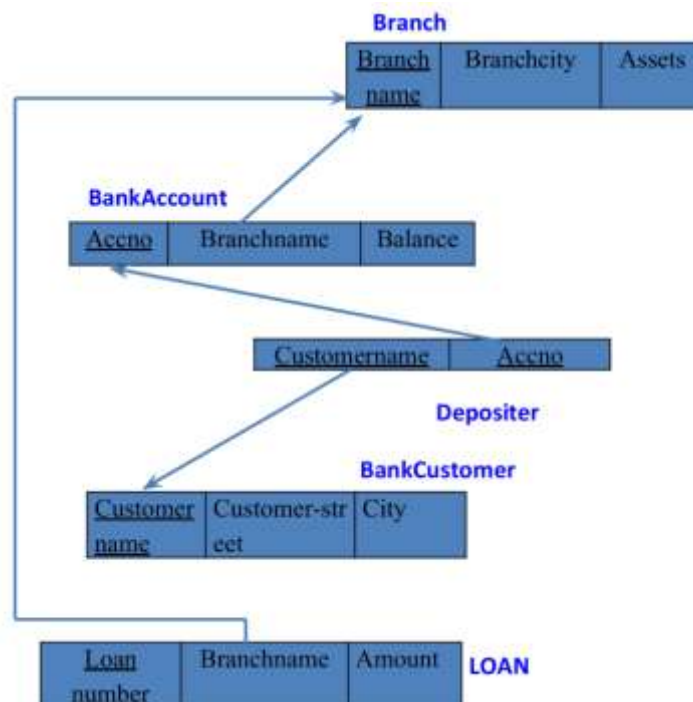 Branch
Branch Branchcity Assets
name
BankAccount
Accno Branchname Balance
Customername Accno
Depositer
BankCustomer
Customer Customer-str City
name eet
Loan Branchname Amount LOAN
number